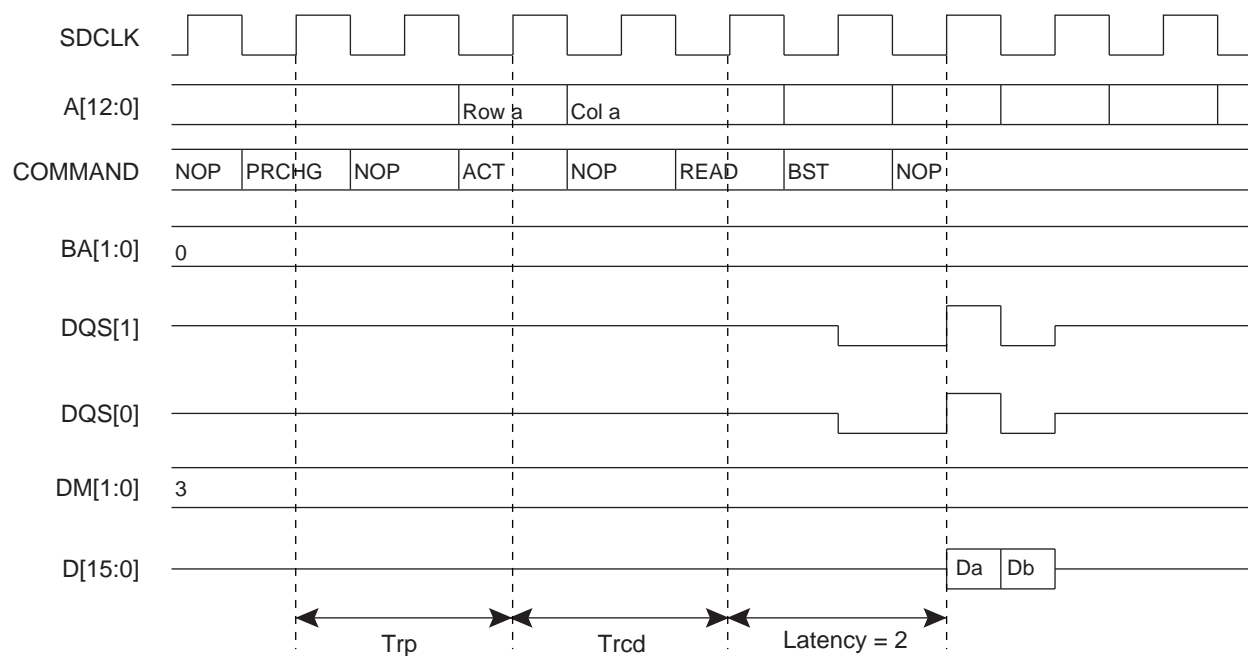 SDCLK
A[12:0] Row a Col a
COMMAND NOP PRCHG NOP ACT NOP READ BST NOP
BA[1:0] 0
DQS[1]
DQS[0]
DM[1:0] 3
D[15:0] Da Db
Trp Trcd Latency = 2